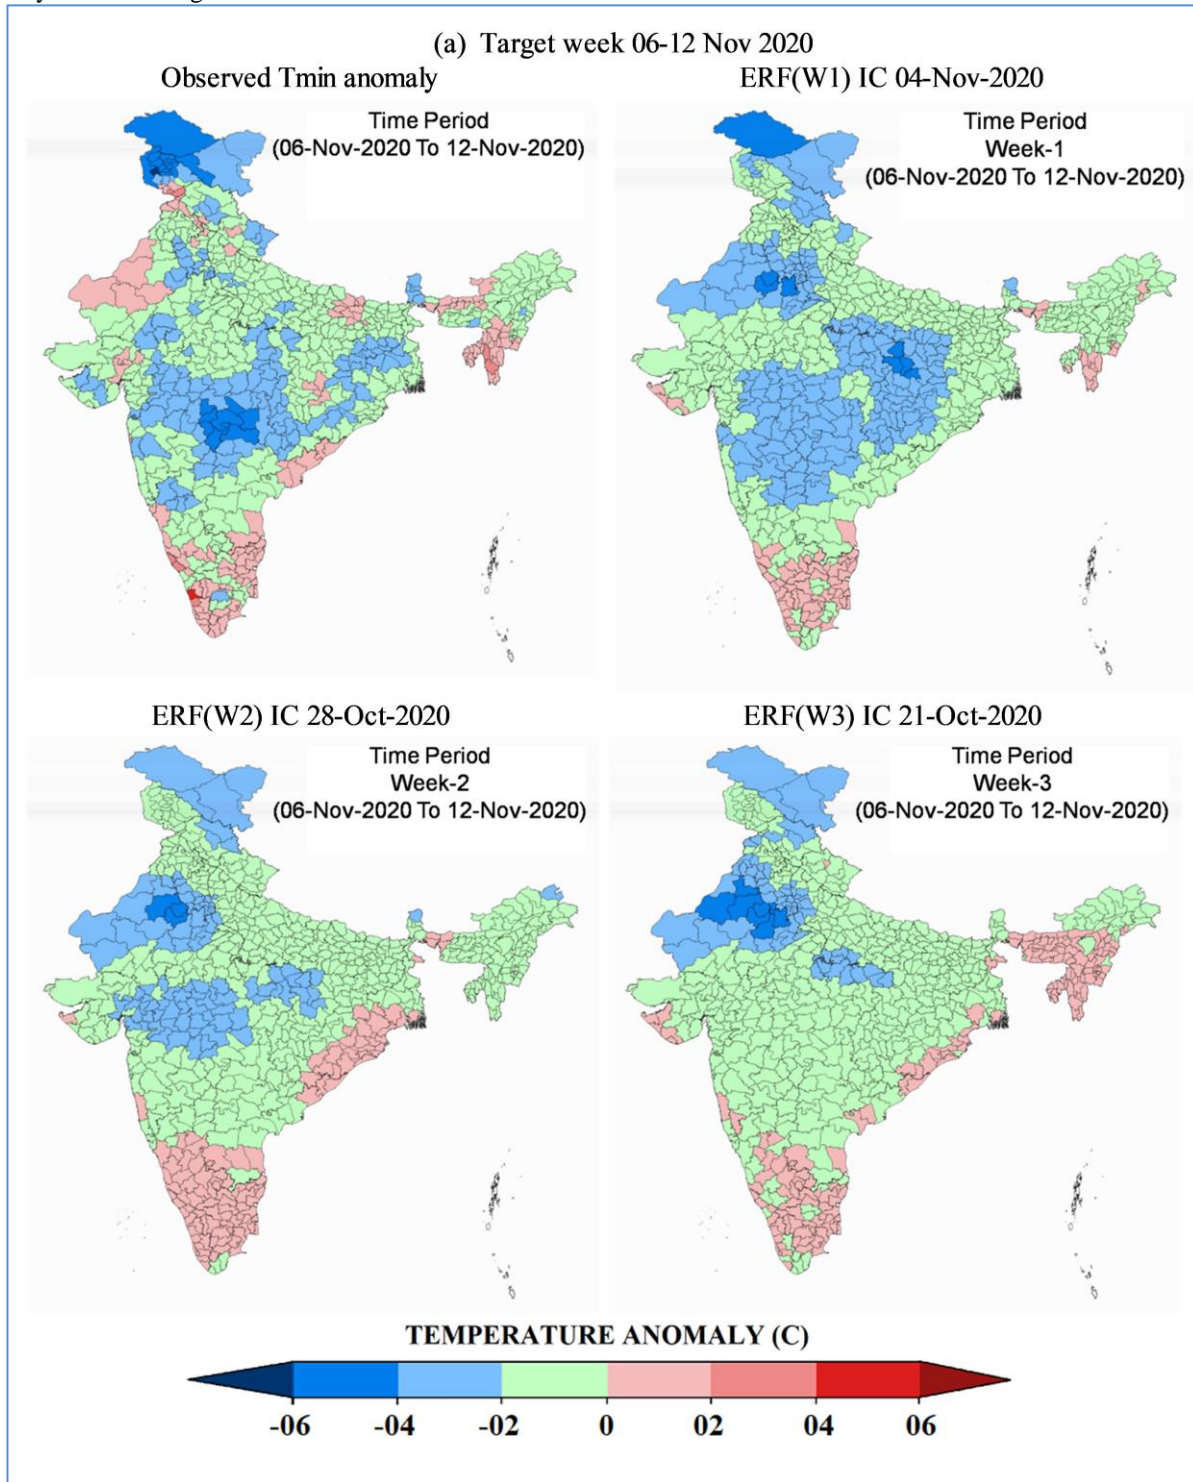 (a) Target week 06-12 Nov 2020
Observed Tmin anomaly
ERF(W1) IC 04-Nov-2020
Time Period
(06-Nov-2020 To 12-Nov-2020)
Time Period
Week-1
(06-Nov-2020 To 12-Nov-2020)
ERF(W2) IC 28-Oct-2020
ERF(W3) IC 21-Oct-2020
Time Period
Week-2
(06-Nov-2020 To 12-Nov-2020)
Time Period
Week-3
(06-Nov-2020 To 12-Nov-2020)
TEMPERATURE ANOMALY (C)
-06 -04 -02 0 02 04 06